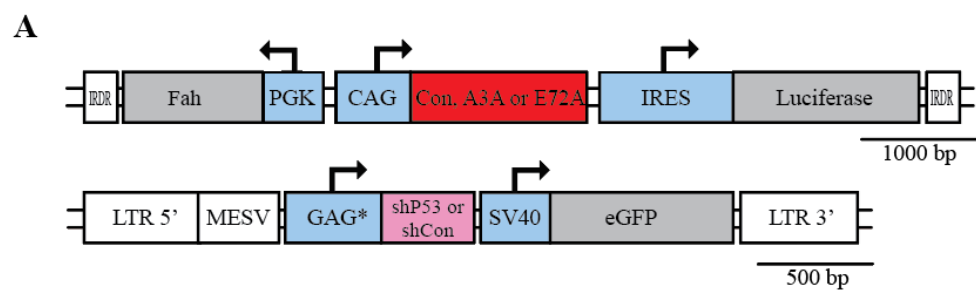 A
IRDR Fah PGK CAG Con. A3A or E72A IRES Luciferase IRDR
1000 bp
LTR 5’ MESV GAG* shP53 or shCon SV40 eGFP LTR 3’
500 bp